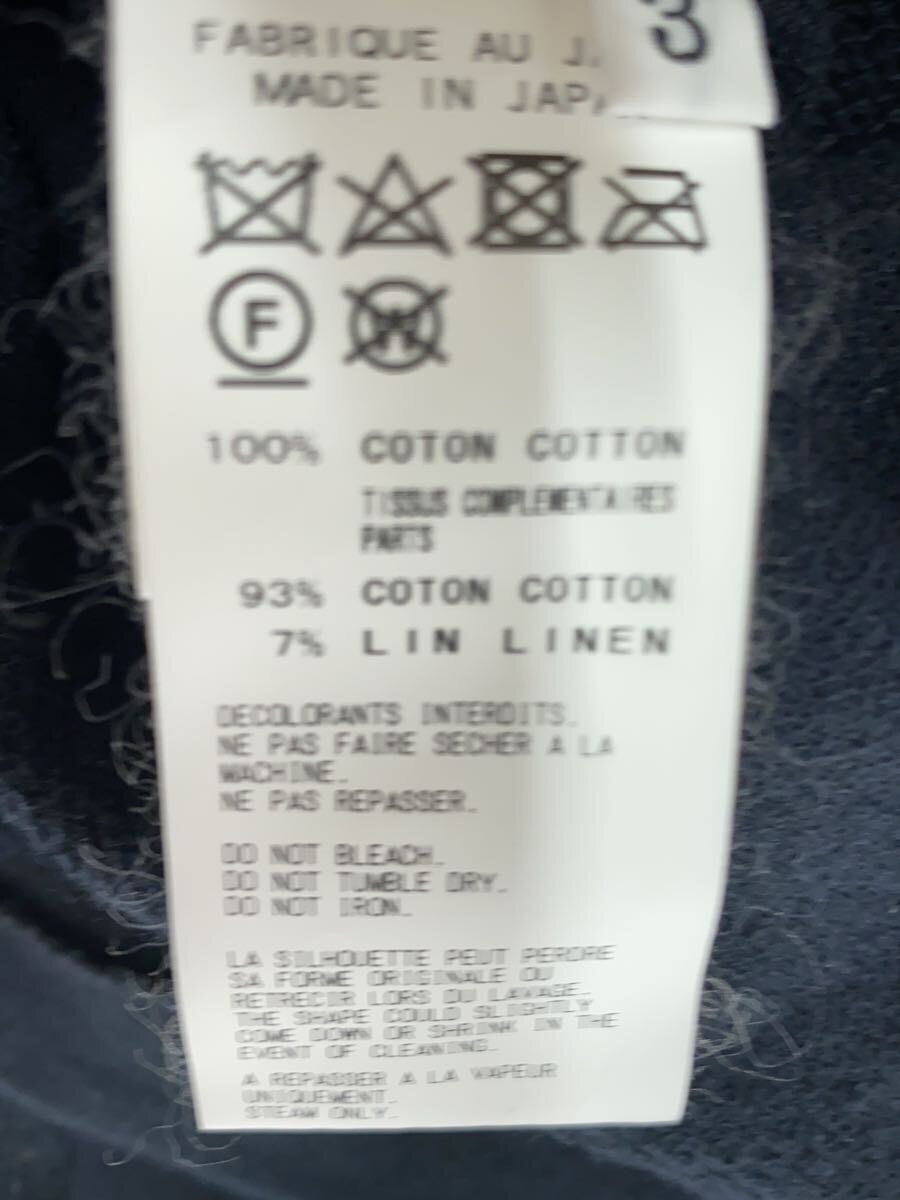 3
FABRIQUE AU
MADE IN
F
W
100% COTON COTTON
TISSUS COMPLEMENTAIRES
PARTS
93% COTON COTTON
7% LIN LINEN
DECOLORANTS INTERDITS.
NE PAS FAIRE SECHER A LA
MACHINE.
NE PAS REPASSER.
DO NOT BLEACH.
DO NOT TUMBLE DRY.
DO NOT IRON.
LA SILHOUETTE PEUT PERDRE
SA FORME ORIGINALE OU
RETRECIR LORS DU LAVAGE.
THE SHAPE COULD SLIGHTLY
COME DOWN OR SHRINK IN THE
EVENT OF CLEANING.
A REPASSER A LA VAPEUR
UNIQUEMENT.
STEAM ONLY.